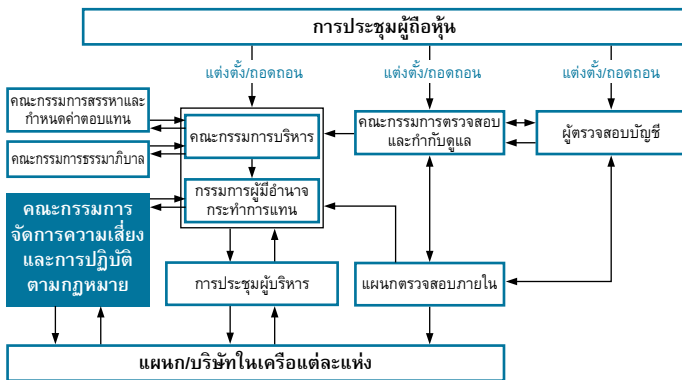 การประชุมผู้ถือหุ้น
แต่งตั้ง/ถอดถอน
แต่งตั้ง/ถอดถอน
แต่งตั้ง/ถอดถอน
คณะกรรมการสรรหาและ
กำหนดค่าตอบแทน
คณะกรรมการธรรมาภิบาล
คณะกรรมการบริหาร
กรรมการผู้มีอำนาจ
กระทำการแทน
คณะกรรมการตรวจสอบ
และกำกับดูแล
ผู้ตรวจสอบบัญชี
คณะกรรมการ
จัดการความเสี่ยง
และการปฏิบัติ
ตามกฎหมาย
การประชุมผู้บริหาร
แผนกตรวจสอบภายใน
แผนก/บริษัทในเครือแต่ละแห่ง